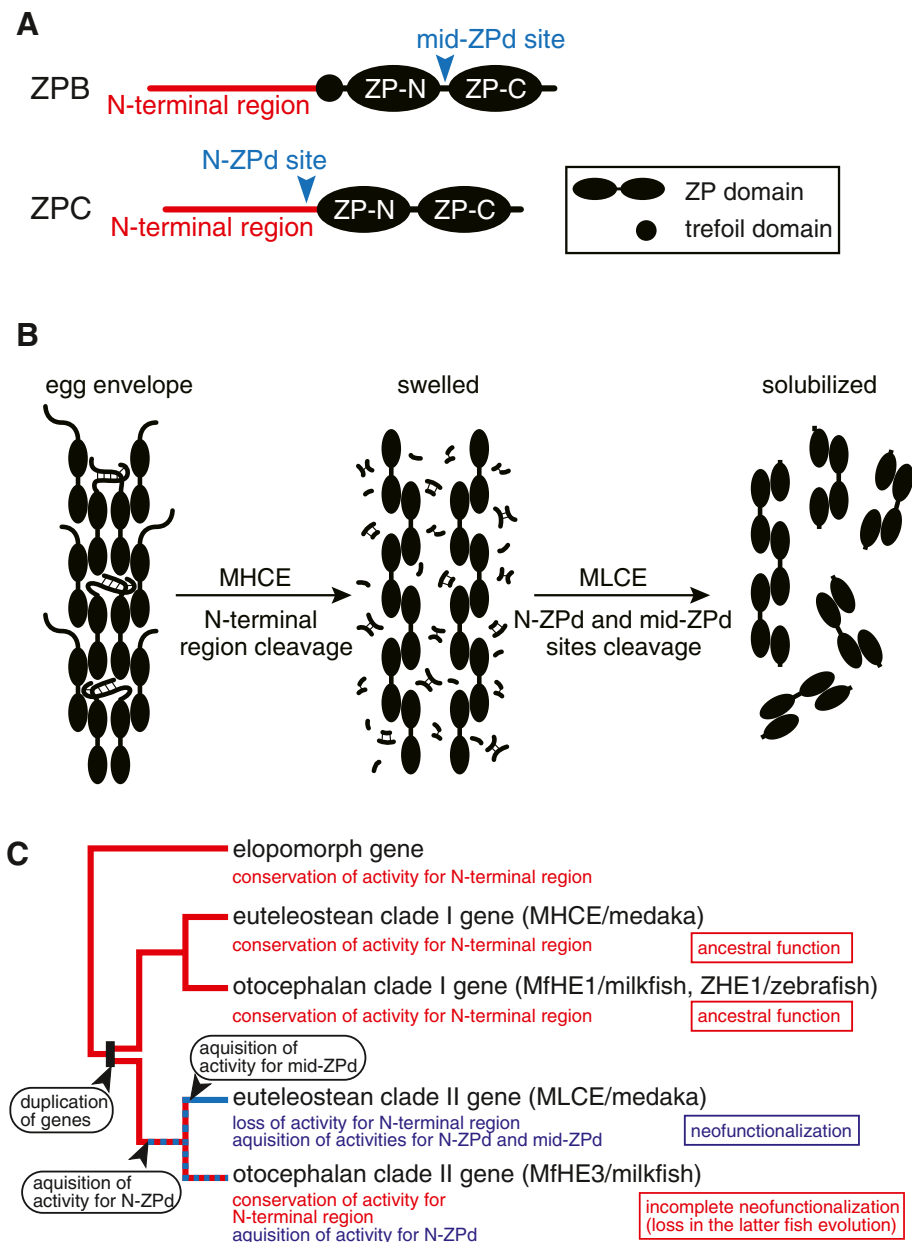 A
mid-ZPd site
ZPB
ZP-N
ZP-C
N-terminal region
N-ZPd site
ZPC
ZP-N
ZP-C
N-terminal region
ZP domain
trefoil domain
B
egg envelope
swelled
solubilized
MHCE
N-terminal
region cleavage
MLCE
N-ZPd and mid-ZPd
sites cleavage
C
elopomorph gene
conservation of activity for N-terminal region
euteleostean clade I gene (MHCE/medaka)
conservation of activity for N-terminal region
ancestral function
otocephalan clade I gene (MfHE1/milkfish, ZHE1/zebrafish)
conservation of activity for N-terminal region
ancestral function
aquisition of
activity for mid-ZPd
duplication
of genes
euteleostean clade II gene (MLCE/medaka)
loss of activity for N-terminal region
aquisition of activities for N-ZPd and mid-ZPd
neofunctionalization
aquisition of
activity for N-ZPd
otocephalan clade II gene (MfHE3/milkfish)
conservation of activity for
N-terminal region
aquisition of activity for N-ZPd
incomplete neofunctionalization
(loss in the latter fish evolution)